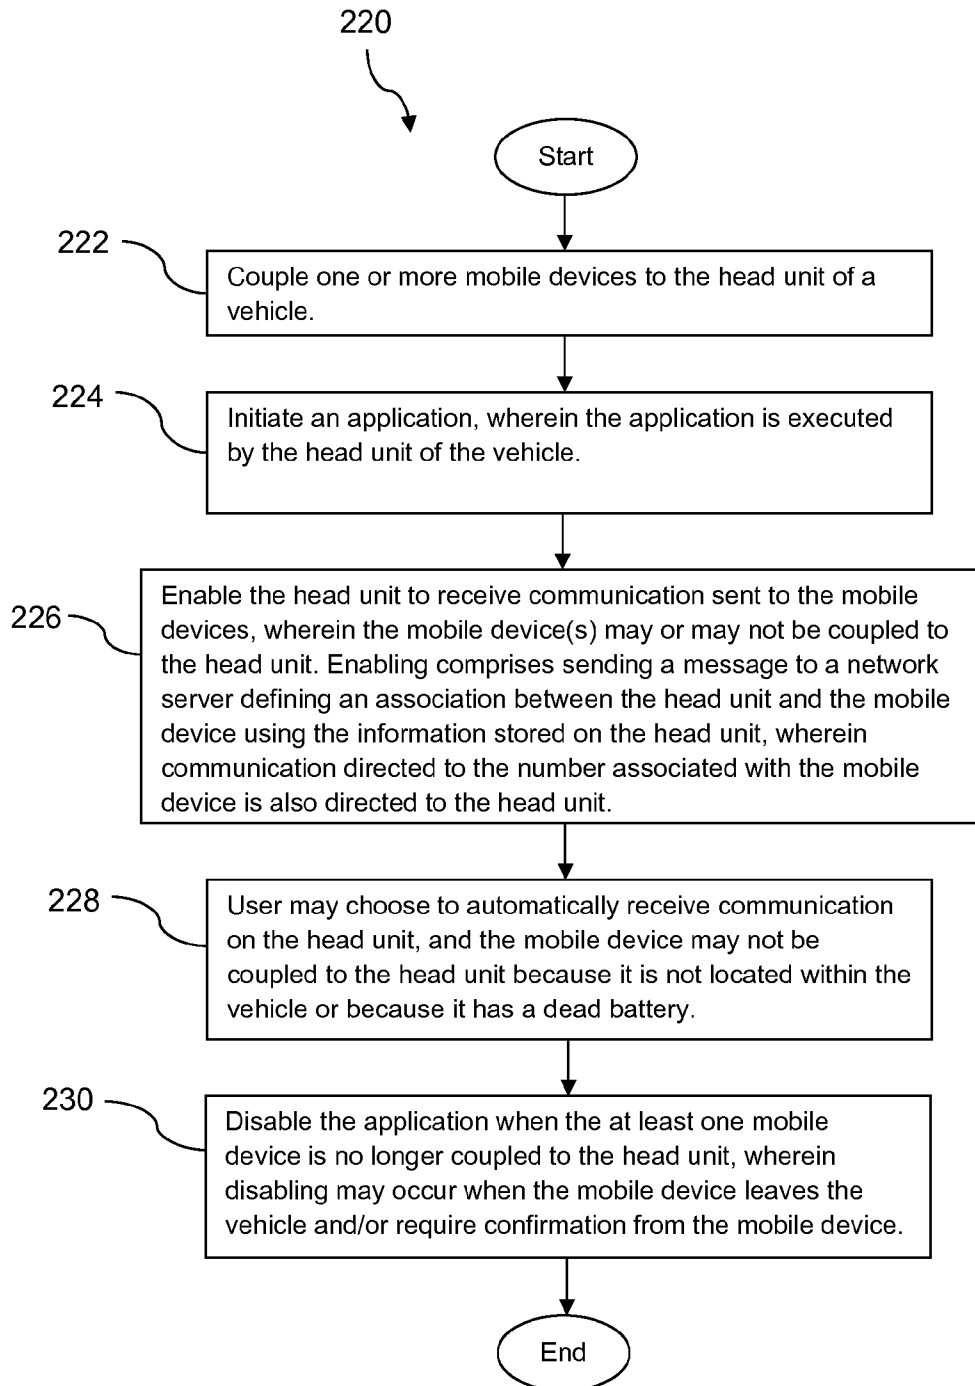 220
Start
222
Couple one or more mobile devices to the head unit of a
vehicle.
224
Initiate an application, wherein the application is executed
by the head unit of the vehicle.
226
Enable the head unit to receive communication sent to the mobile
devices, wherein the mobile device(s) may or may not be coupled to
the head unit. Enabling comprises sending a message to a network
server defining an association between the head unit and the mobile
device using the information stored on the head unit, wherein
communication directed to the number associated with the mobile
device is also directed to the head unit.
228
User may choose to automatically receive communication
on the head unit, and the mobile device may not be
coupled to the head unit because it is not located within the
vehicle or because it has a dead battery.
230
Disable the application when the at least one mobile
device is no longer coupled to the head unit, wherein
disabling may occur when the mobile device leaves the
vehicle and/or require confirmation from the mobile device.
End